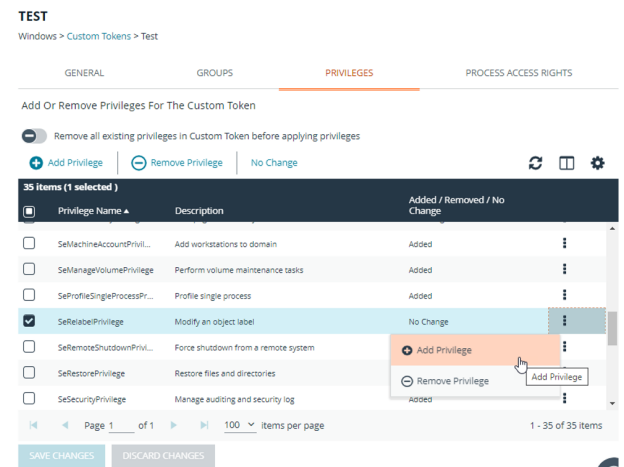 TEST
Windows > Custom Tokens > Test
GENERAL GROUPS PRIVILEGES PROCESS ACCESS RIGHTS
Add Or Remove Privileges For The Custom Token
Remove all existing privileges in Custom Token before applying privileges
Add Privilege Remove Privilege No Change
35 items (1 selected )
Privilege Name Description Added / Removed / No
Change
SeMachineAccountPrivil... Add workstations to domain Added
SeManageVolumePrivilege Perform volume maintenance tasks Added
SeProfileSingleProcessPr... Profile single process Added
SeRelabelPrivilege Modify an object label No Change
SeRemoteShutdownPrivi... Force shutdown from a remote system
Add Privilege
SeRestorePrivilege Restore files and directories
Remove Privilege
Add Privilege
SeSecurityPrivilege Manage auditing and security log Added
Page 1 of 1 100 items per page 1 - 35 of 35 items
SAVE CHANGES DISCARD CHANGES